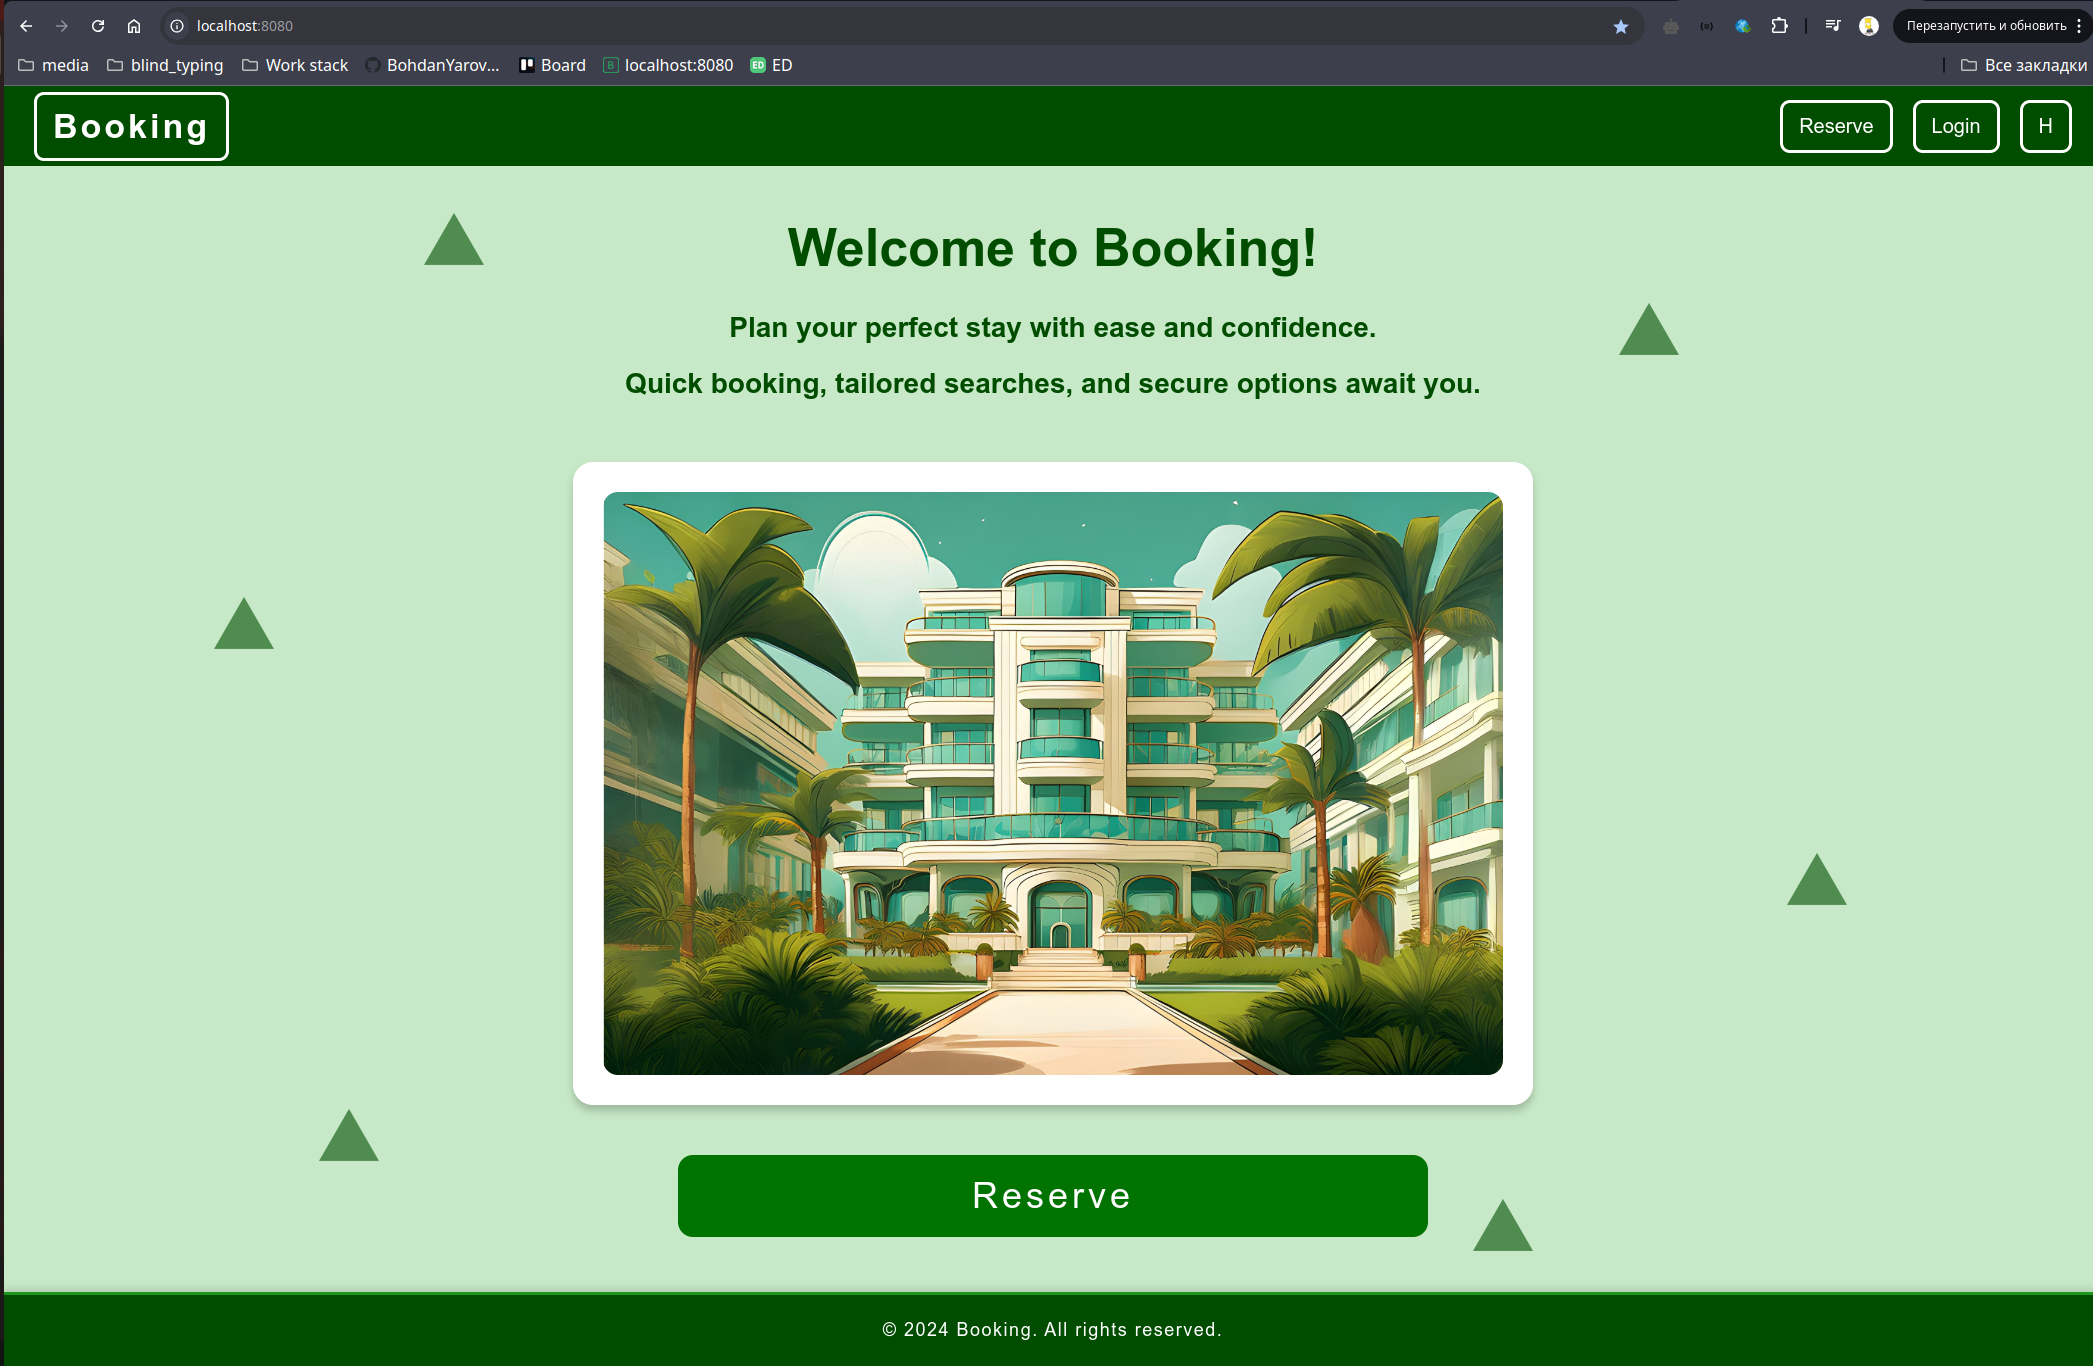 localhost:8080
Перезапустить и обновить
media
blind_typing
Work stack
BohdanYarov...
Board
localhost:8080
ED
Все закладки
Booking
Reserve
Login
H
Welcome to Booking!
Plan your perfect stay with ease and confidence.
Quick booking, tailored searches, and secure options await you.
Reserve
© 2024 Booking. All rights reserved.